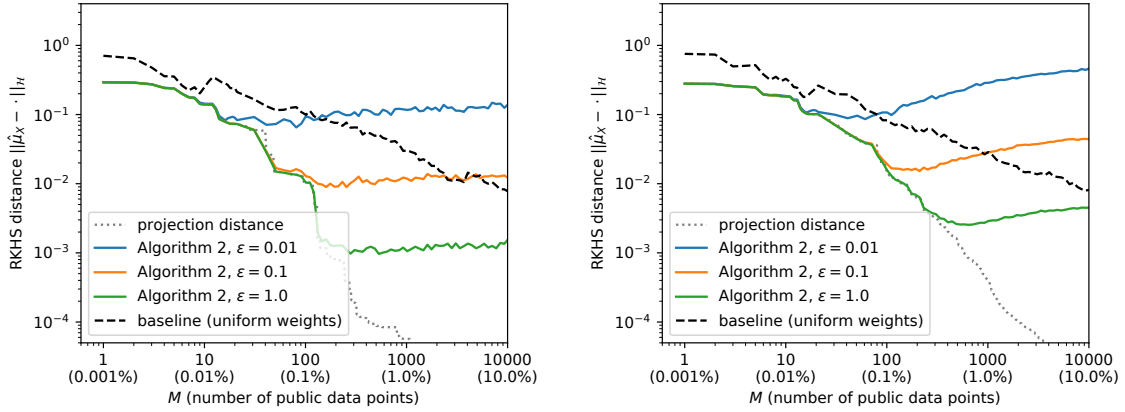 10⁰
10⁻¹
10⁻²
10⁻³
10⁻⁴
RKHS distance ||μ̂_X − · ||_ℋ
projection distance
Algorithm 2, ε = 0.01
Algorithm 2, ε = 0.1
Algorithm 2, ε = 1.0
baseline (uniform weights)
1 10 100 1000 10000
(0.001%) (0.01%) (0.1%) (1.0%) (10.0%)
M (number of public data points)
10⁰
10⁻¹
10⁻²
10⁻³
10⁻⁴
RKHS distance ||μ̂_X − · ||_ℋ
projection distance
Algorithm 2, ε = 0.01
Algorithm 2, ε = 0.1
Algorithm 2, ε = 1.0
baseline (uniform weights)
1 10 100 1000 10000
(0.001%) (0.01%) (0.1%) (1.0%) (10.0%)
M (number of public data points)